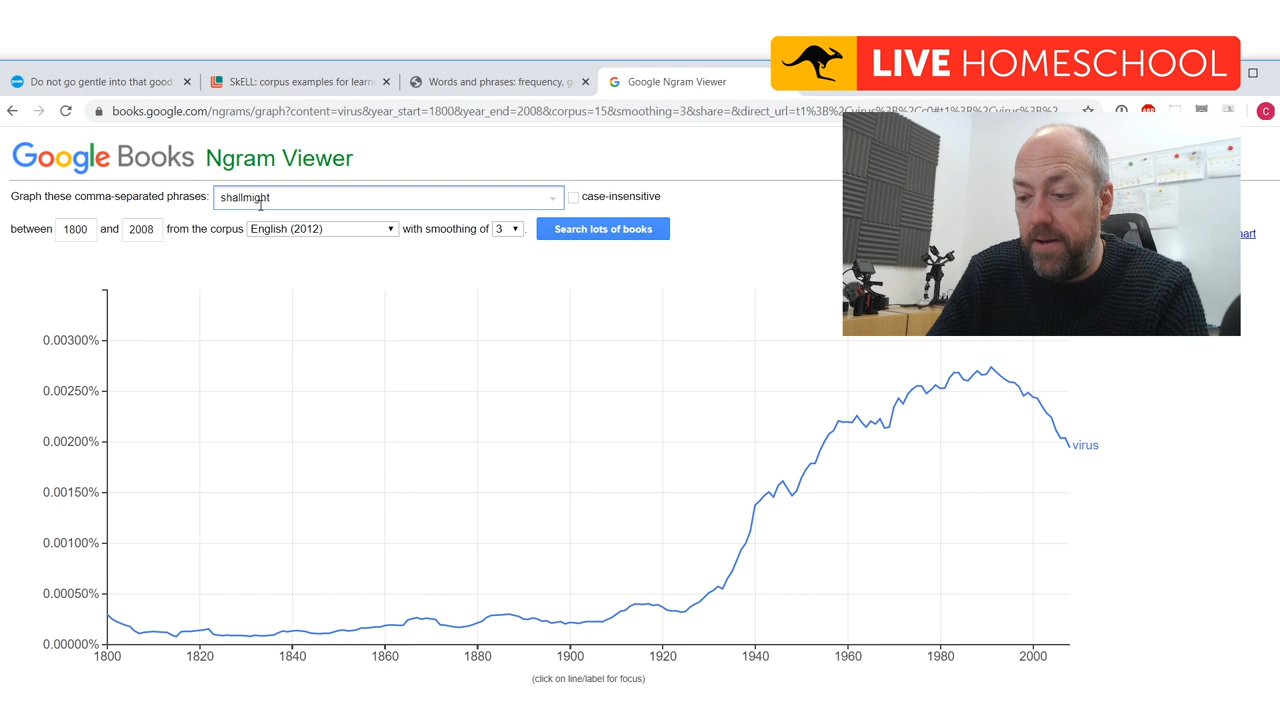 LIVE HOMESCHOOL
Do not go gentle into that good
SkELL: corpus examples for learn
Words and phrases: frequency, g
Google Ngram Viewer
books.google.com/ngrams/graph?content=virus&year_start=1800&year_end=2008&corpus=15&smoothing=3&share=&direct_url=t1%3B%2Cvirus%3B%2Cc0#t1%3B%2Cvirus%3B%2
C
Google Books Ngram Viewer
Graph these comma-separated phrases: shallmight case-insensitive
between 1800 and 2008 from the corpus English (2012) with smoothing of 3 . Search lots of books
0.00300%
0.00250%
0.00200%
virus
0.00150%
0.00100%
0.00050%
0.00000%
1800 1820 1840 1860 1880 1900 1920 1940 1960 1980 2000
(click on line/label for focus)